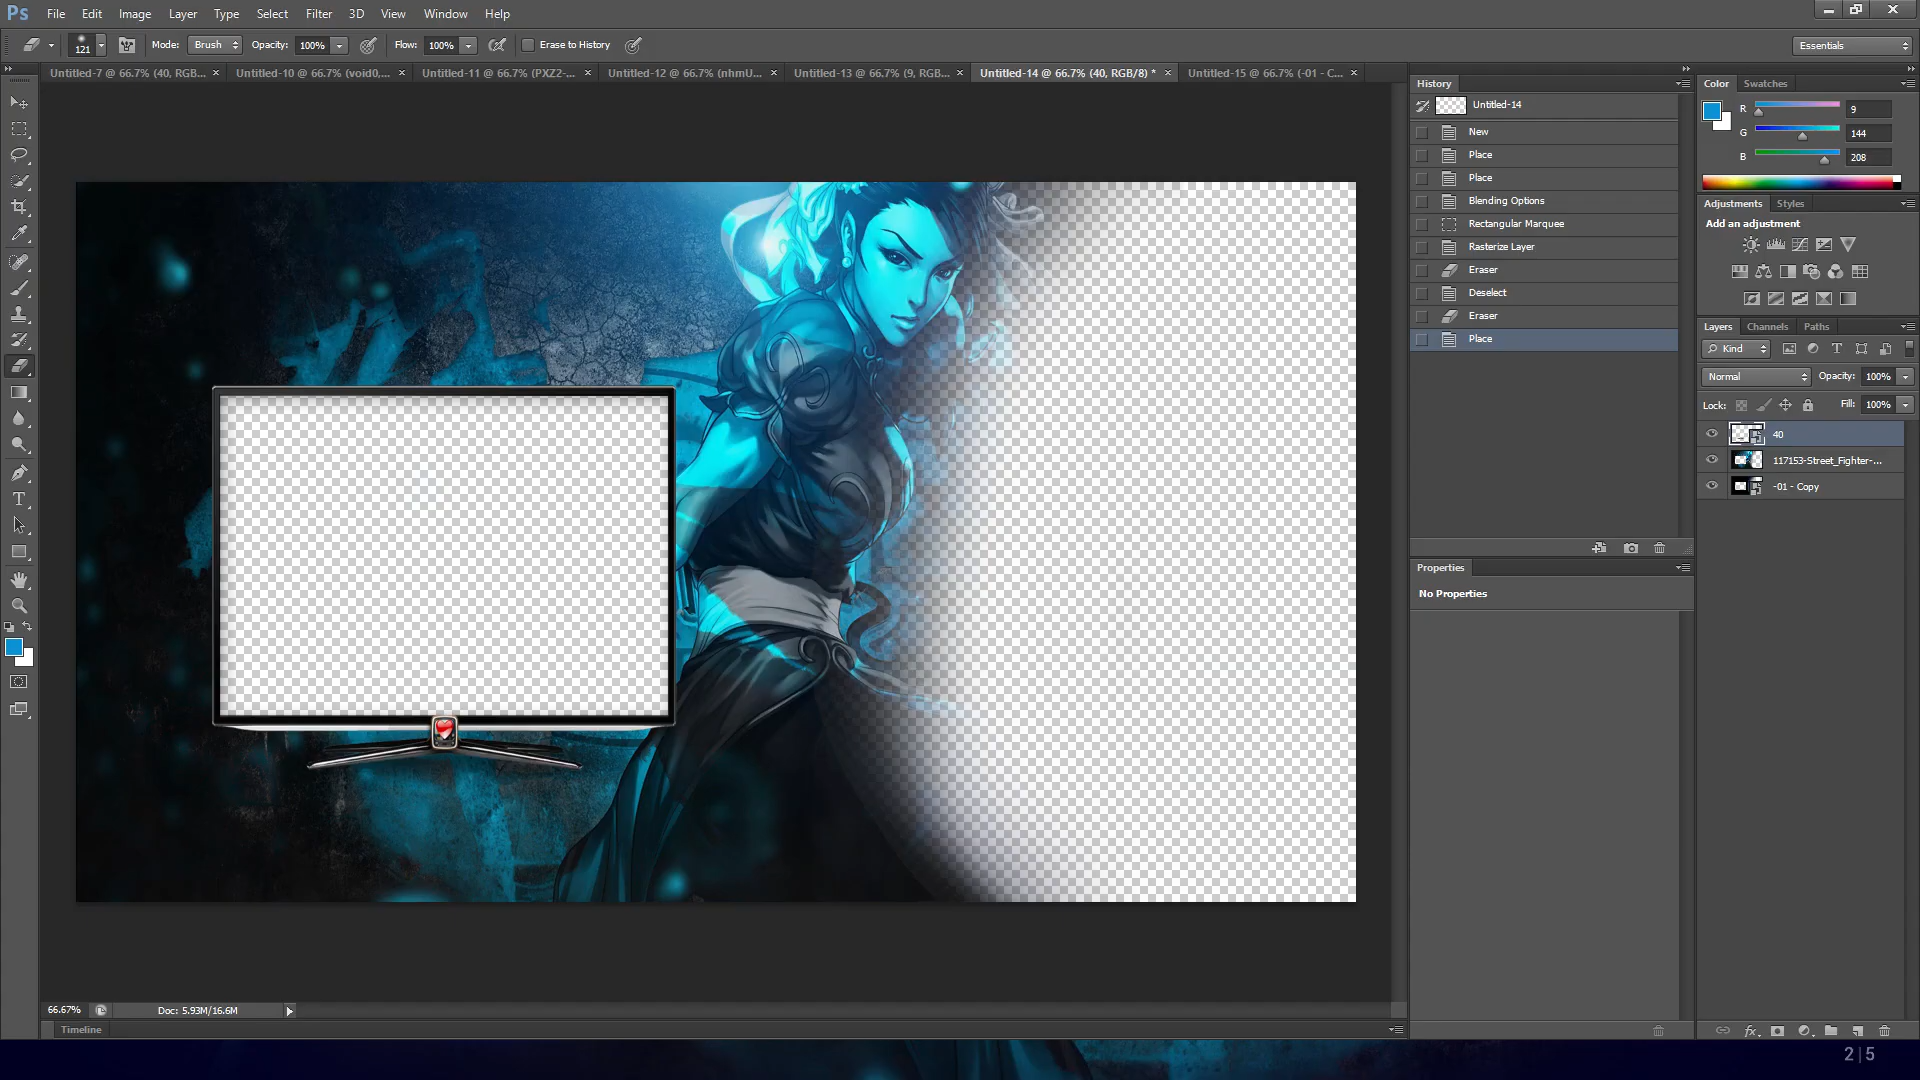 Ps File Edit Image Layer Type Select Filter 3D View Window Help
121 Mode: Brush Opacity: 100% Flow: 100% Erase to History Essentials
Untitled-7 @ 66.7% (40, RGB... × Untitled-10 @ 66.7% (void0,... × Untitled-11 @ 66.7% (PXZ2-... × Untitled-12 @ 66.7% (nhmU... × Untitled-13 @ 66.7% (9, RGB... × Untitled-14 @ 66.7% (40, RGB/8) * × Untitled-15 @ 66.7% (-01 - C... ×
History
Untitled-14
New
Place
Place
Blending Options
Rectangular Marquee
Rasterize Layer
Eraser
Deselect
Eraser
Place
Properties
No Properties
Color Swatches
R 9
G 144
B 208
Adjustments Styles
Add an adjustment
Layers Channels Paths
Kind
Normal Opacity: 100%
Lock: Fill: 100%
40
117153-Street_Fighter-...
-01 - Copy
66.67% Doc: 5.93M/16.6M
Timeline
2|5